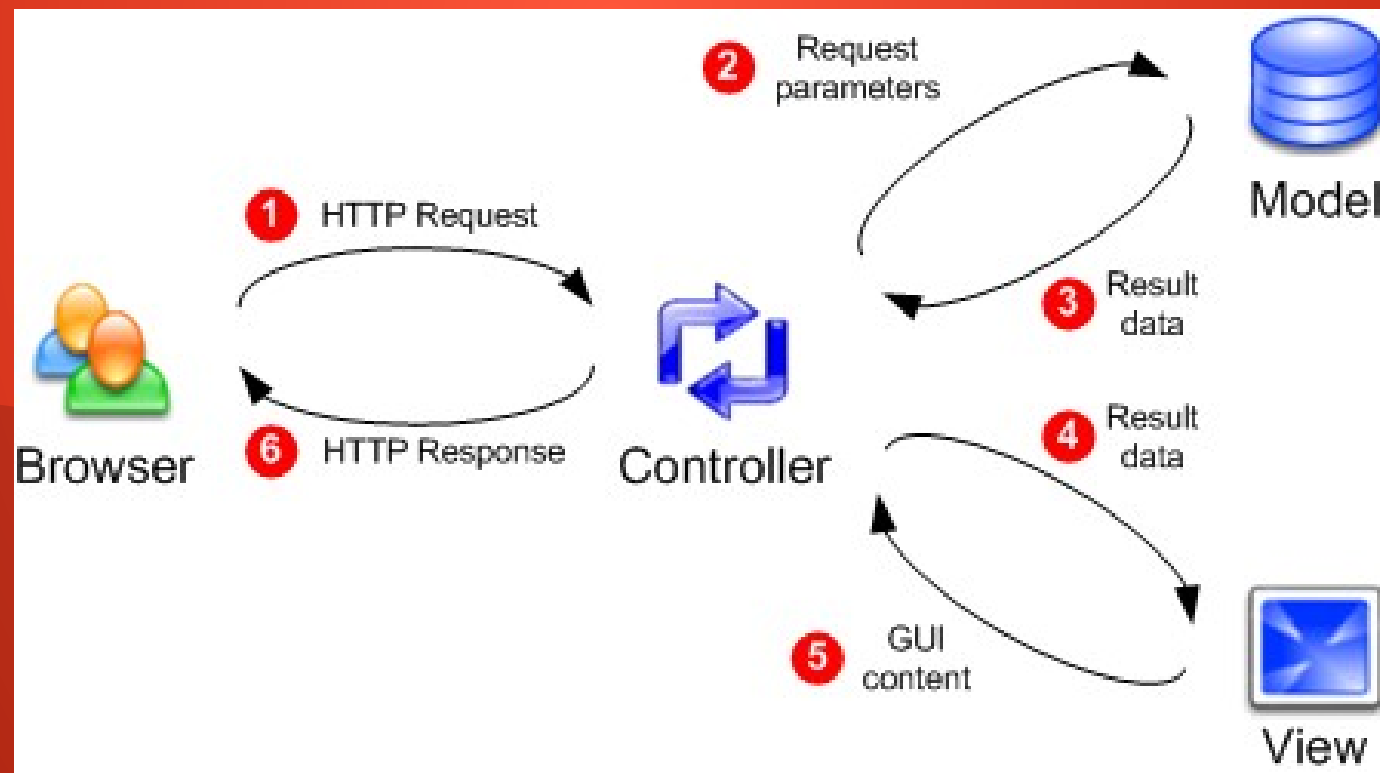 2
Request
parameters
Model
1
HTTP Request
3
Result
data
Browser
6
HTTP Response
Controller
4
Result
data
5
GUI
content
View